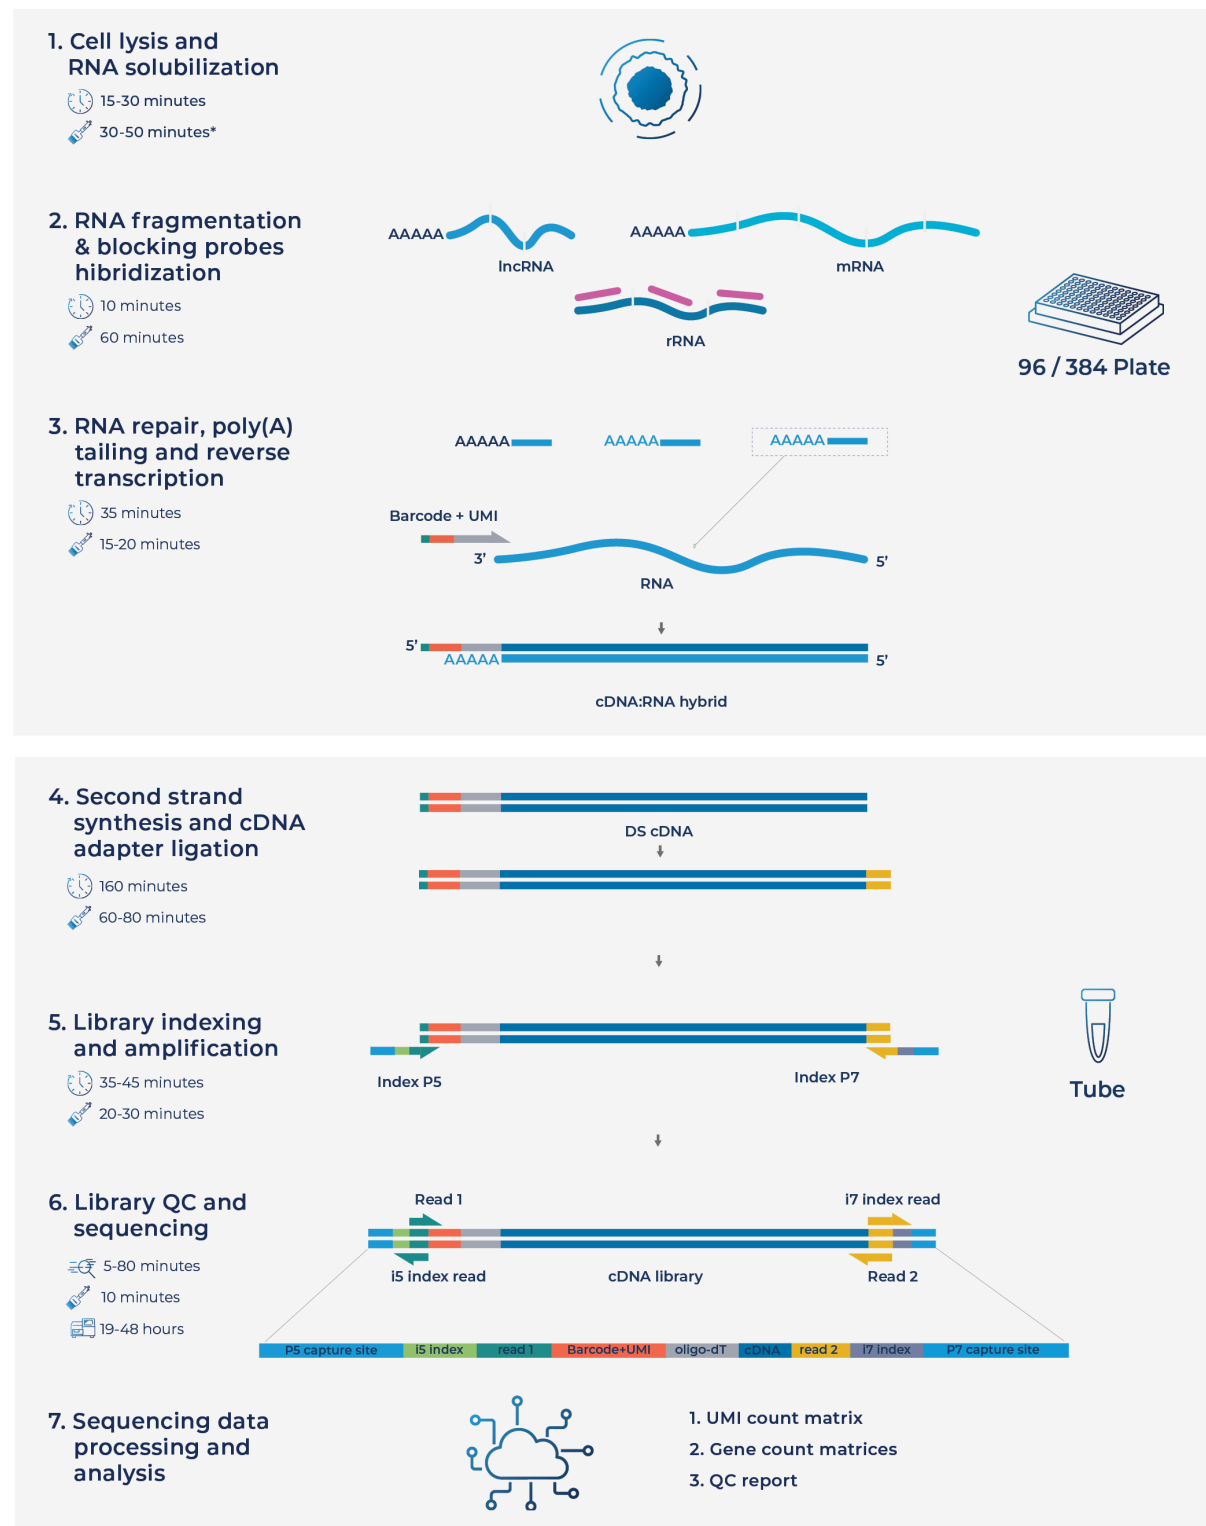 1. Cell lysis and
RNA solubilization
15-30 minutes
30-50 minutes*
2. RNA fragmentation
& blocking probes
hibridization
10 minutes
60 minutes
AAAAA
lncRNA
AAAAA
mRNA
rRNA
96 / 384 Plate
3. RNA repair, poly(A)
tailing and reverse
transcription
35 minutes
15-20 minutes
AAAAA
AAAAA
AAAAA
Barcode + UMI
3’
5’
RNA
5’
AAAAA
5’
cDNA:RNA hybrid
4. Second strand
synthesis and cDNA
adapter ligation
160 minutes
60-80 minutes
DS cDNA
5. Library indexing
and amplification
35-45 minutes
20-30 minutes
Index P5
Index P7
Tube
6. Library QC and
sequencing
5-80 minutes
10 minutes
19-48 hours
Read 1
i7 index read
i5 index read
cDNA library
Read 2
P5 capture site
i5 index
read 1
Barcode+UMI
oligo-dT
cDNA
read 2
i7 index
P7 capture site
7. Sequencing data
processing and
analysis
1. UMI count matrix
2. Gene count matrices
3. QC report